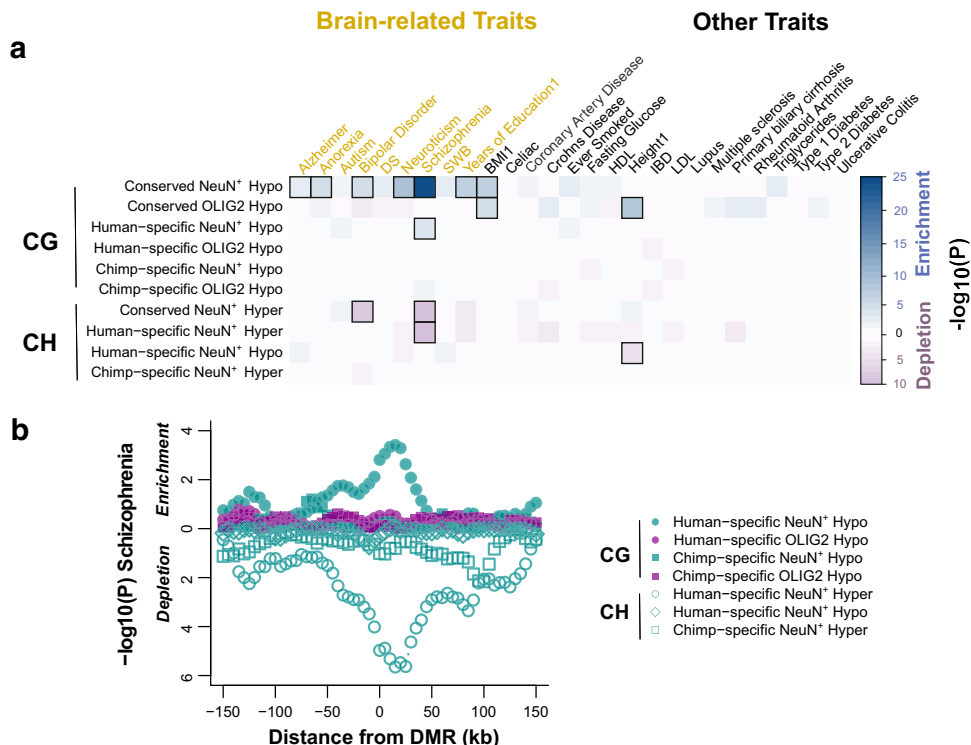 Brain-related Traits
Other Traits
a
Alzheimer
Anorexia
Autism
Bipolar Disorder
DS
Neuroticism
Schizophrenia
SWB
Years of Education1
BMI1
Celiac
Coronary Artery Disease
Crohns Disease
Ever Smoked
Fasting Glucose
HDL
Height1
IBD
LDL
Lupus
Multiple sclerosis
Primary biliary cirrhosis
Rheumatoid Arthritis
Triglycerides
Type 1 Diabetes
Type 2 Diabetes
Ulcerative Colitis
CG
Conserved NeuN+ Hypo
Conserved OLIG2 Hypo
Human-specific NeuN+ Hypo
Human-specific OLIG2 Hypo
Chimp-specific NeuN+ Hypo
Chimp-specific OLIG2 Hypo
CH
Conserved NeuN+ Hyper
Human-specific NeuN+ Hyper
Human-specific NeuN+ Hypo
Chimp-specific NeuN+ Hyper
25
20
15
10
5
0
5
10
Enrichment
Depletion
-log10(P)
b
−log10(P) Schizophrenia
Enrichment
Depletion
4
2
0
2
4
6
−150 −100 −50 0 50 100 150
Distance from DMR (kb)
CG
Human-specific NeuN+ Hypo
Human-specific OLIG2 Hypo
Chimp-specific NeuN+ Hypo
Chimp-specific OLIG2 Hypo
CH
Human-specific NeuN+ Hyper
Human-specific NeuN+ Hypo
Chimp-specific NeuN+ Hyper